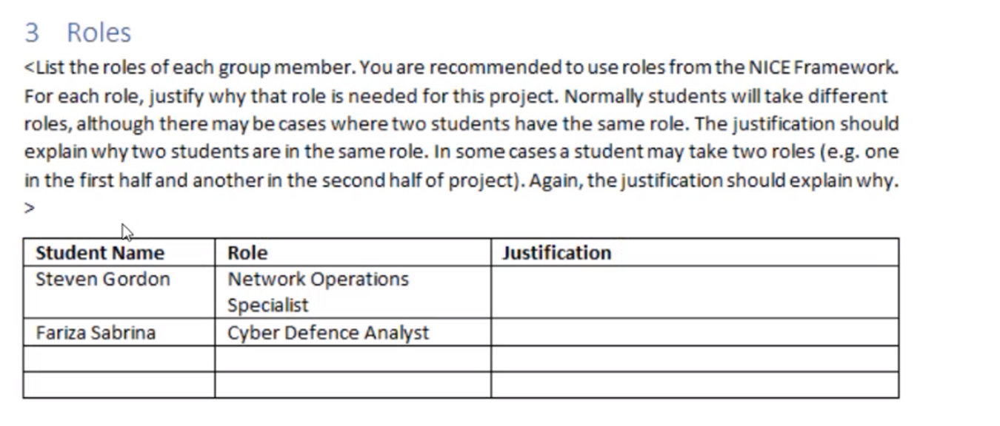 3 Roles
<List the roles of each group member. You are recommended to use roles from the NICE Framework.
For each role, justify why that role is needed for this project. Normally students will take different
roles, although there may be cases where two students have the same role. The justification should
explain why two students are in the same role. In some cases a student may take two roles (e.g. one
in the first half and another in the second half of project). Again, the justification should explain why.
>
Student Name Role Justification
Steven Gordon Network Operations
Specialist
Fariza Sabrina Cyber Defence Analyst